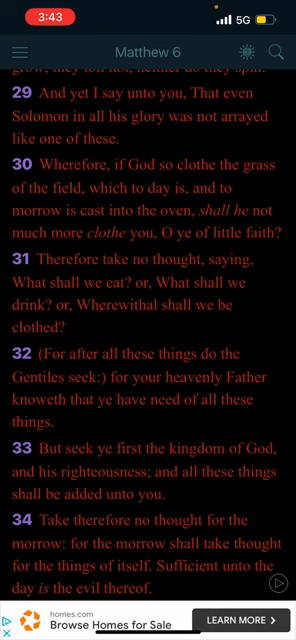 3:43
5G
Matthew 6
grow; they toil not, neither do they spin:
29 And yet I say unto you, That even
Solomon in all his glory was not arrayed
like one of these.
30 Wherefore, if God so clothe the grass
of the field, which to day is, and to
morrow is cast into the oven, shall he not
much more clothe you, O ye of little faith?
31 Therefore take no thought, saying,
What shall we eat? or, What shall we
drink? or, Wherewithal shall we be
clothed?
32 (For after all these things do the
Gentiles seek:) for your heavenly Father
knoweth that ye have need of all these
things.
33 But seek ye first the kingdom of God,
and his righteousness; and all these things
shall be added unto you.
34 Take therefore no thought for the
morrow: for the morrow shall take thought
for the things of itself. Sufficient unto the
day is the evil thereof.
homes.com
Browse Homes for Sale
LEARN MORE >